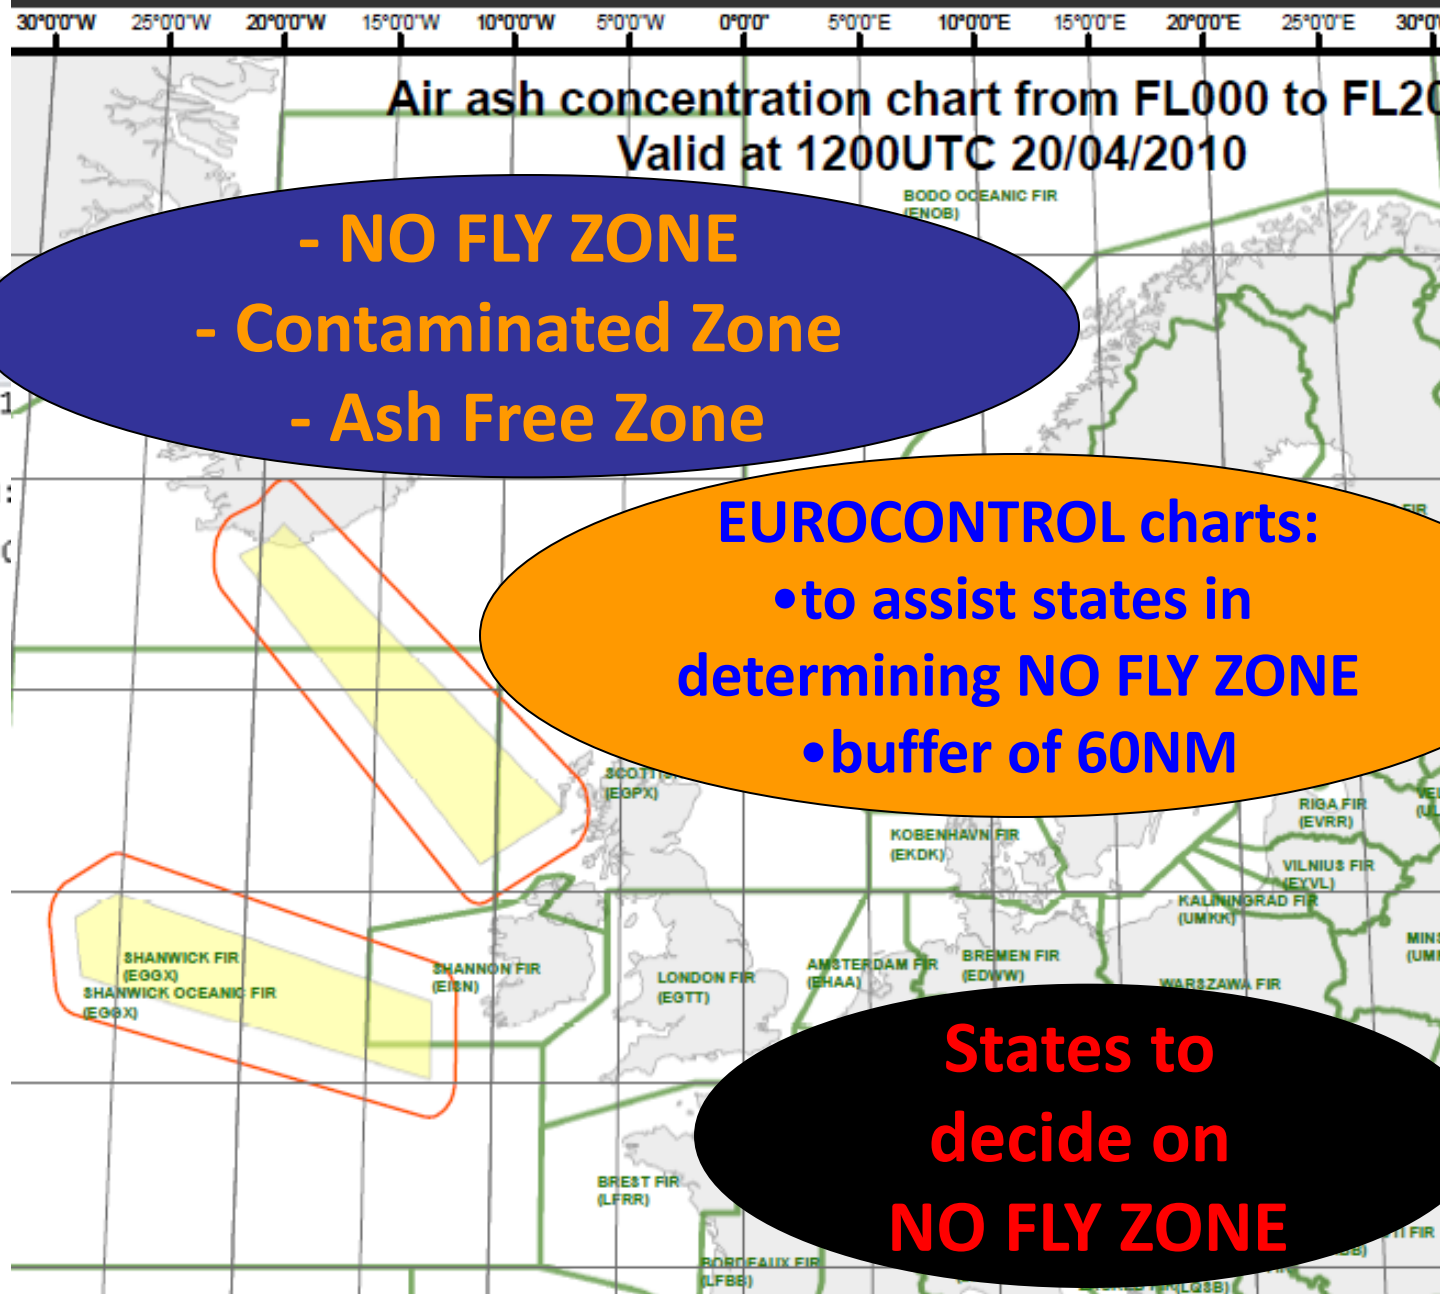 30°0'0"W 25°0'0"W 20°0'0"W 15°0'0"W 10°0'0"W 5°0'0"W 0°0'0" 5°0'0"E 10°0'0"E 15°0'0"E 20°0'0"E 25°0'0"E
Air ash concentration chart from FL000 to
Valid at 1200UTC 20/04/2010
BODO OCEANIC FIR
(ENOB)
- NO FLY ZONE
- Contaminated Zone
- Ash Free Zone
EUROCONTROL charts:
•to assist states in
determining NO FLY ZONE
•buffer of 60NM
FIR
(EGPX)
RIGA FIR
(EVRR)
KOBENHAVN FIR
(EKDK)
VILNIUS FIR
(EYVL)
KALININGRAD FIR
(UMKK)
SHANWICK FIR
(EGGX)
SHANWICK OCEANIC FIR
(EGGX)
SHANNON FIR
(EISN)
LONDON FIR
(EGTT)
AMSTERDAM FIR
(EHAA)
BREMEN FIR
(EDWW)
WARSZAWA FIR
States to
decide on
NO FLY ZONE
BREST FIR
(LFRR)
FIR
BORDEAUX FIR
(LFBB)
(LQSB)